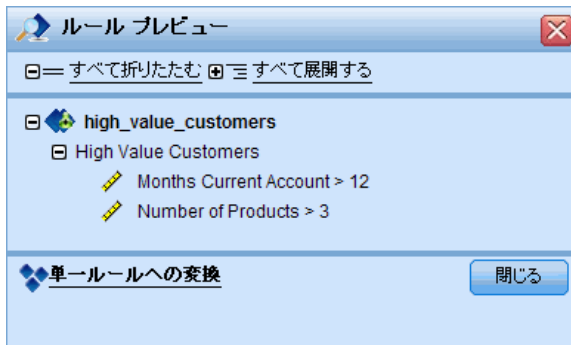 ルール プレビュー
すべて折りたたむ すべて展開する
high_value_customers
High Value Customers
Months Current Account > 12
Number of Products > 3
単一ルールへの変換 閉じる